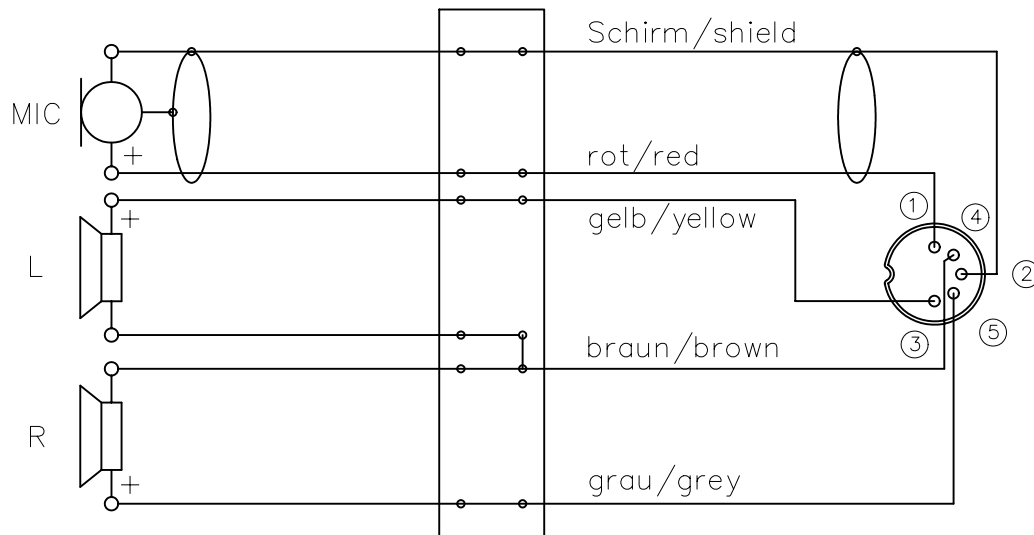 Schirm/shield
MIC
+
rot/red
+
gelb/yellow
1
4
L
2
3
5
braun/brown
R
+
grau/grey